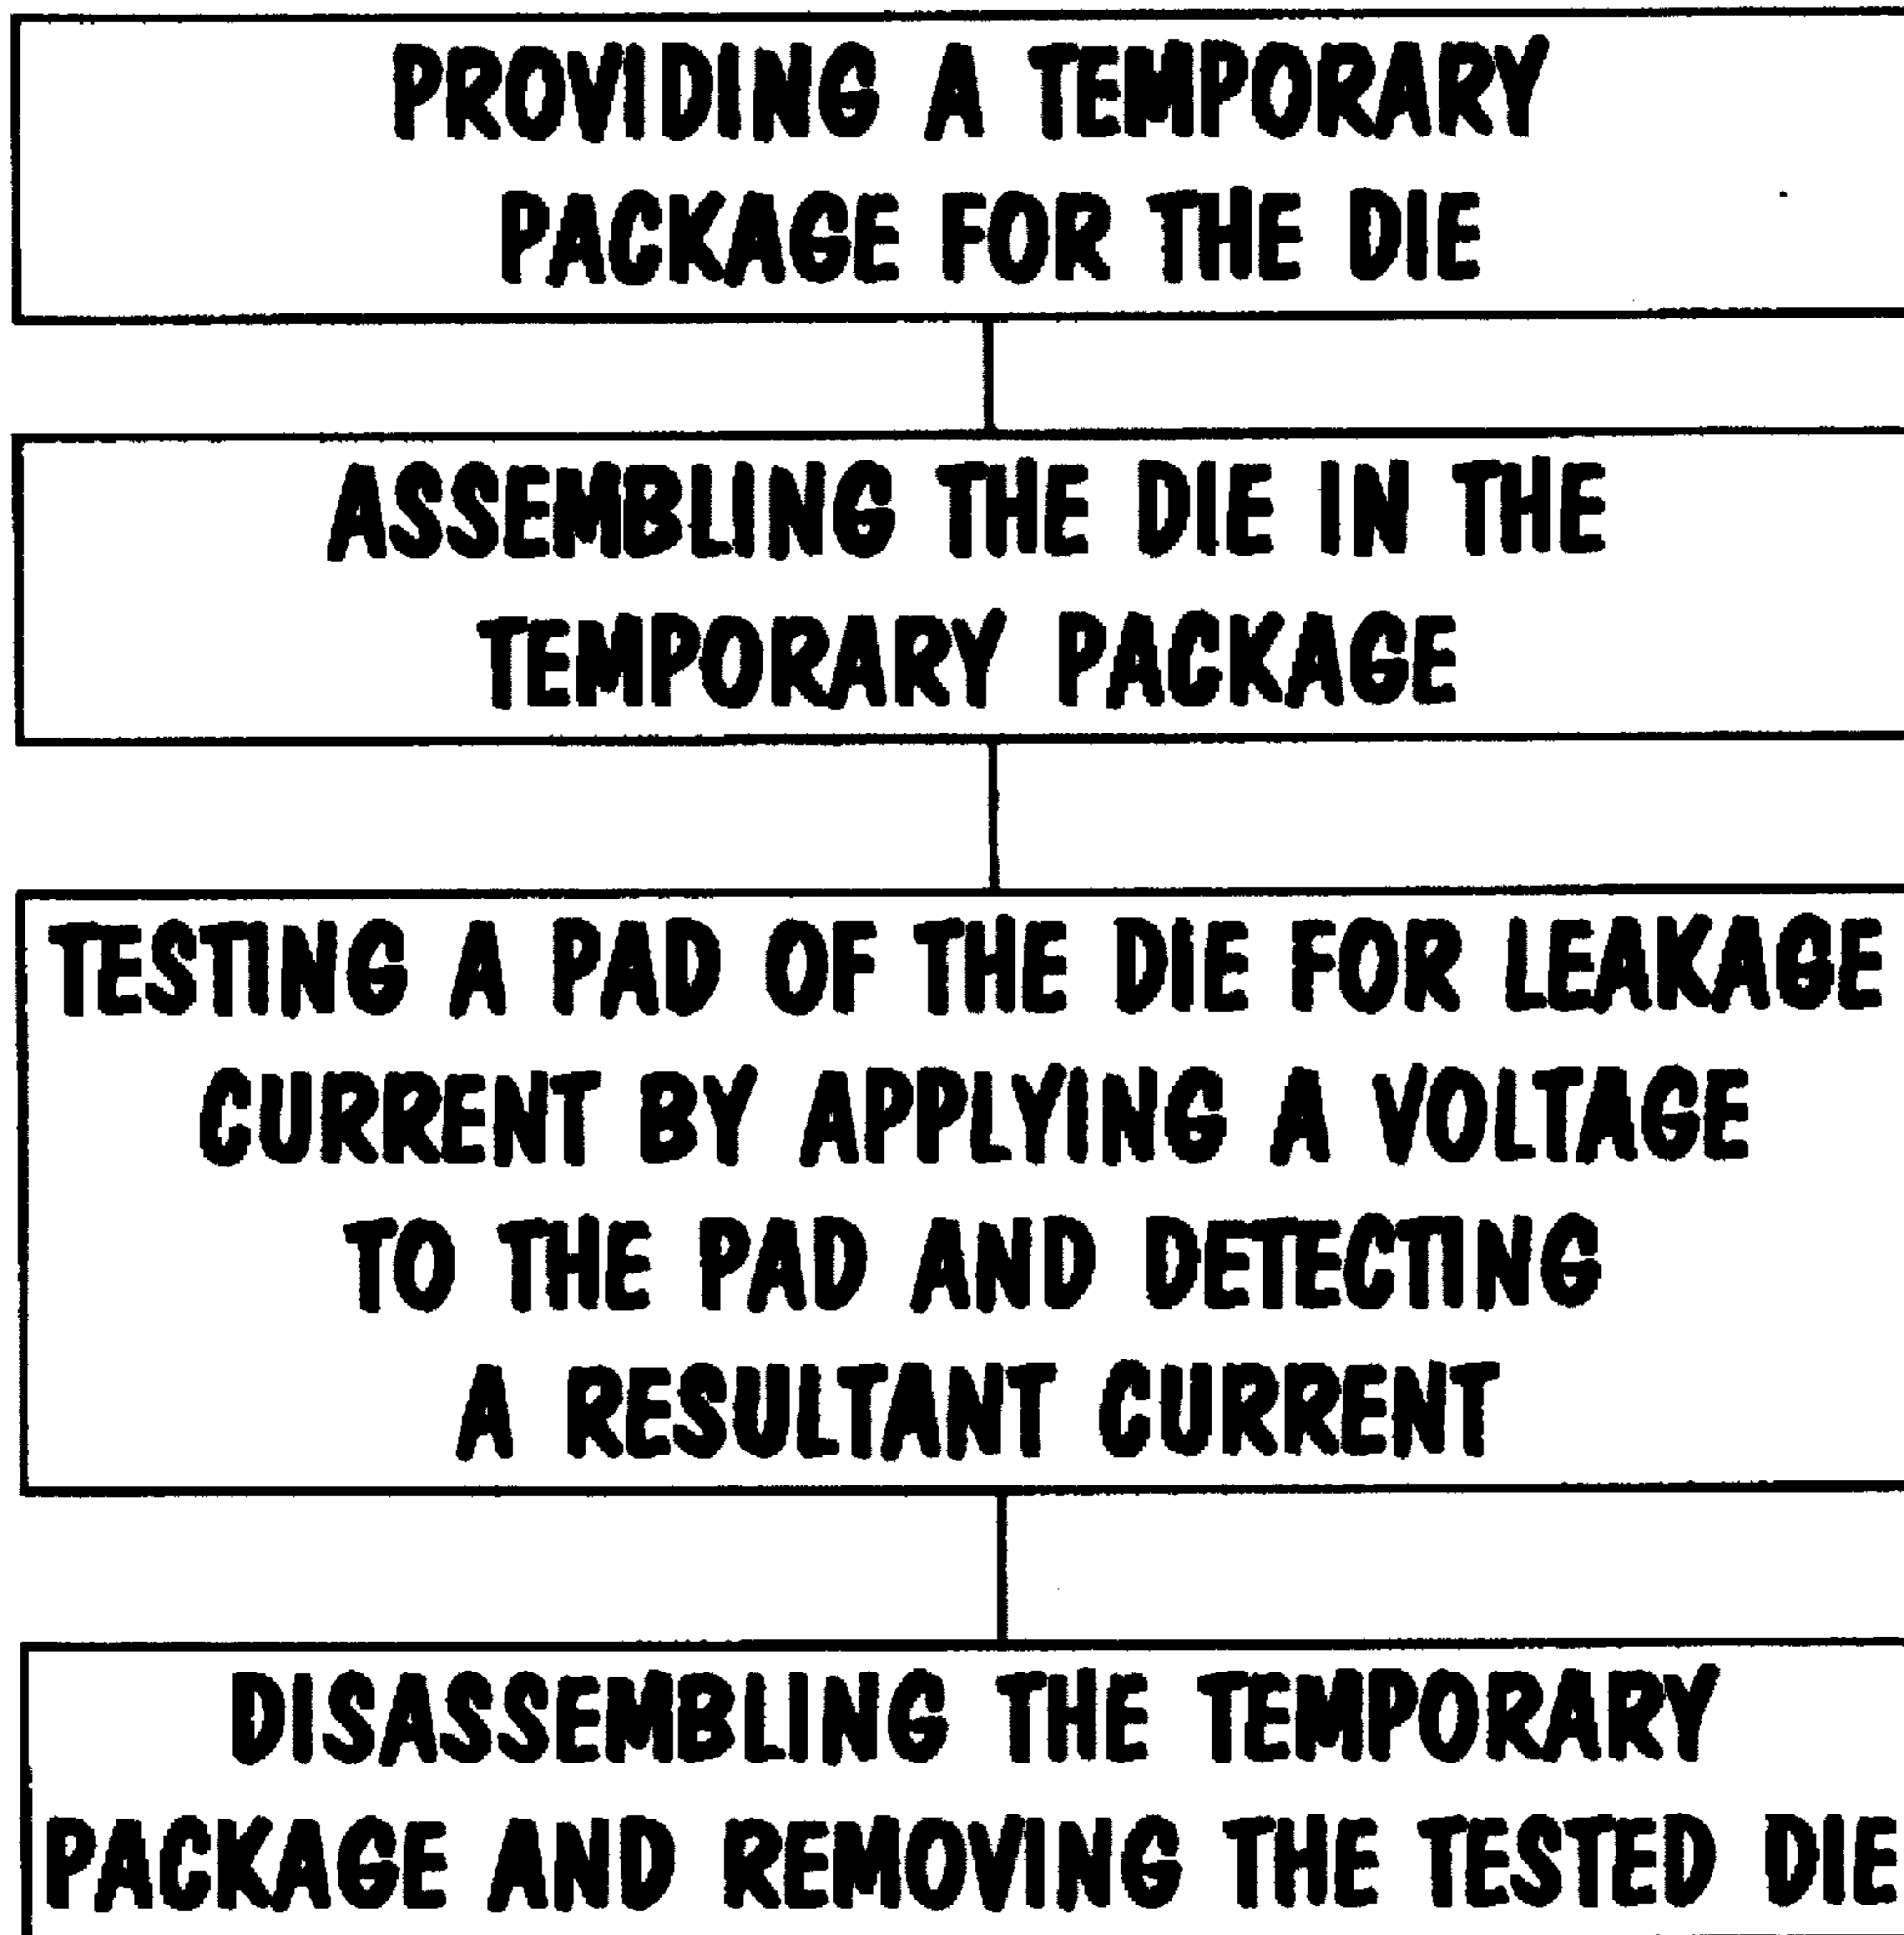 PROVIDING A TEMPORARY
PACKAGE FOR THE DIE
ASSEMBLING THE DIE IN THE
TEMPORARY PACKAGE
TESTING A PAD OF THE DIE FOR LEAKAGE
CURRENT BY APPLYING A VOLTAGE
TO THE PAD AND DETECTING
A RESULTANT CURRENT
DISASSEMBLING THE TEMPORARY
PACKAGE AND REMOVING THE TESTED DIE